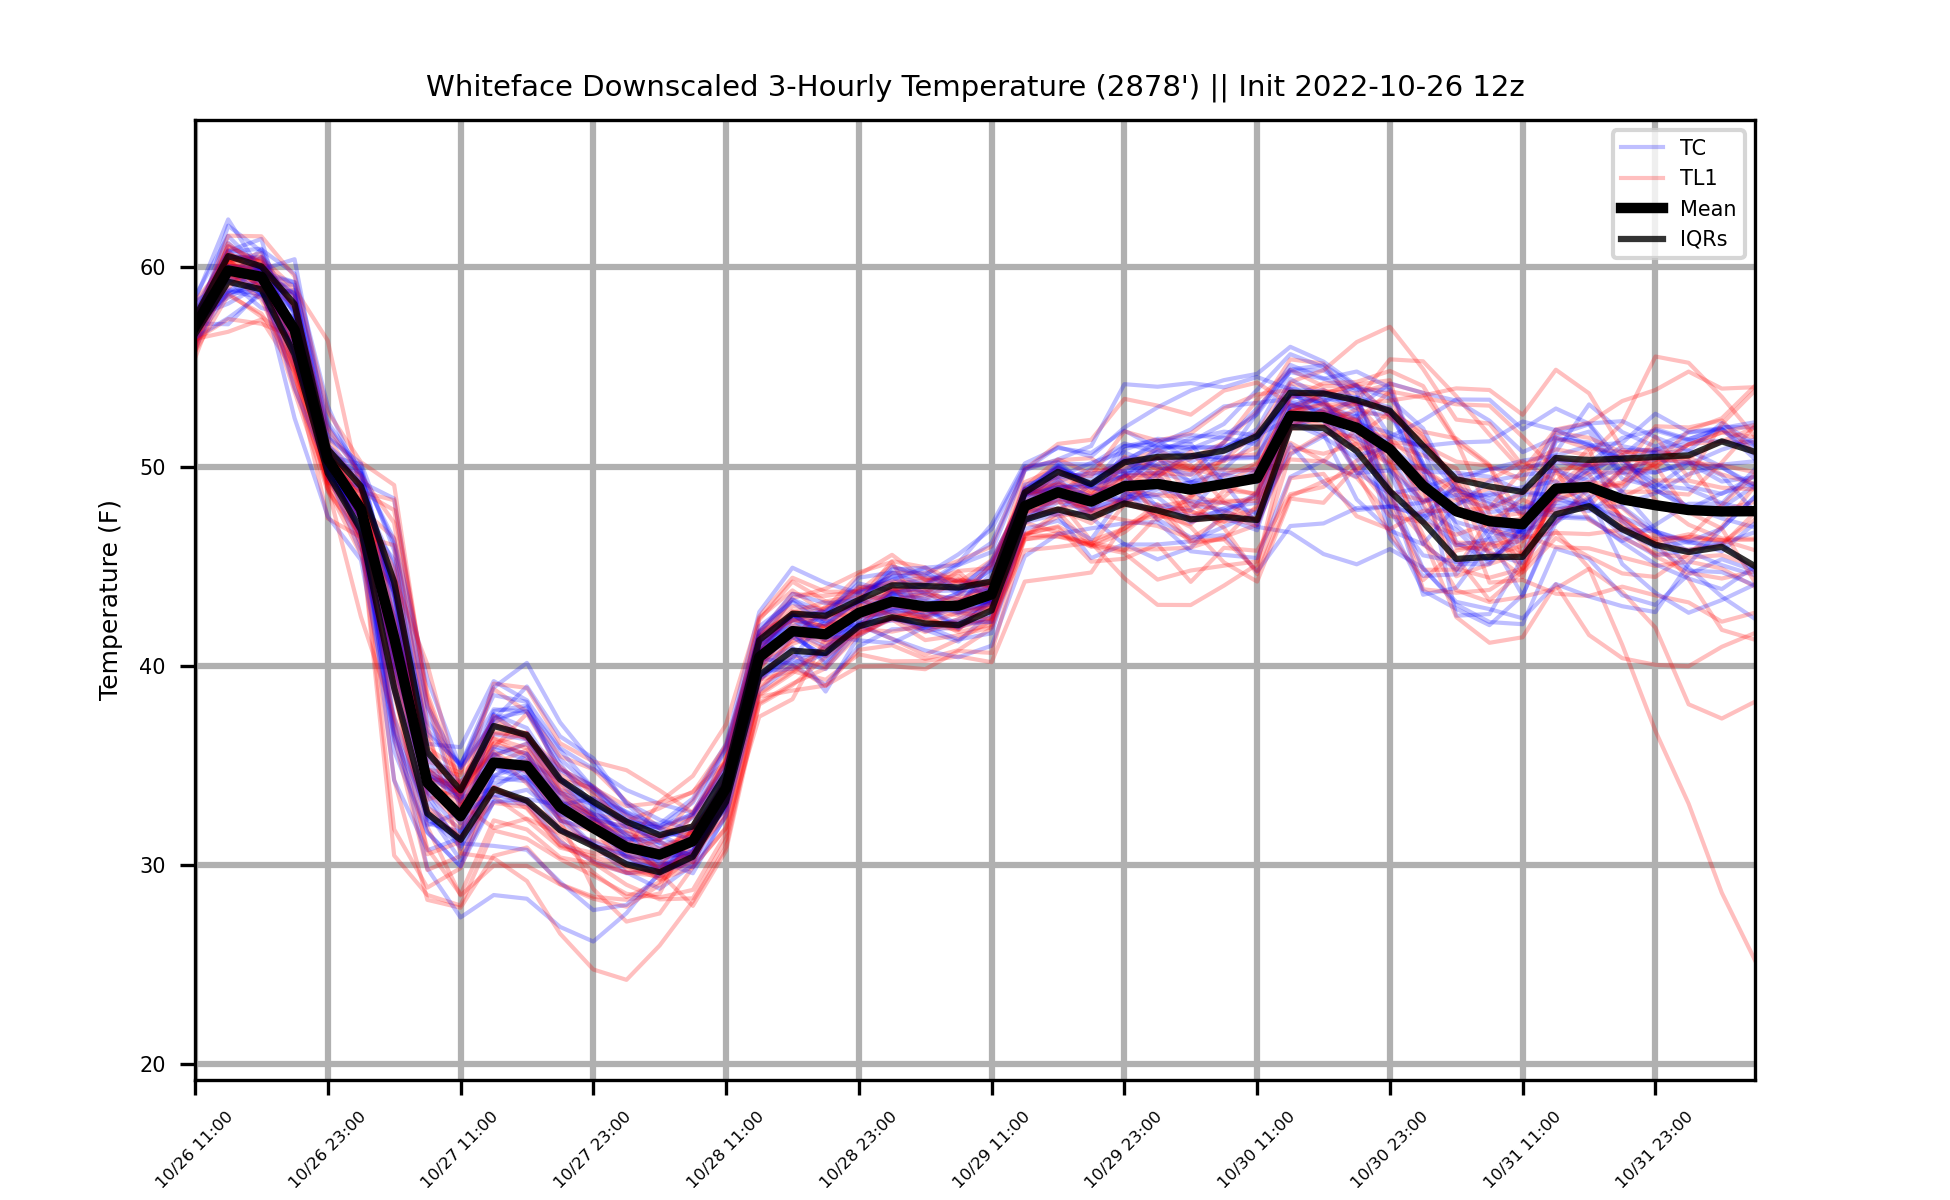 Whiteface Downscaled 3-Hourly Temperature (2878') || Init 2022-10-26 12z
TC
TL1
Mean
IQRs
Temperature (F)
60
50
40
30
20
10/26 11:00
10/26 23:00
10/27 11:00
10/27 23:00
10/28 11:00
10/28 23:00
10/29 11:00
10/29 23:00
10/30 11:00
10/30 23:00
10/31 11:00
10/31 23:00